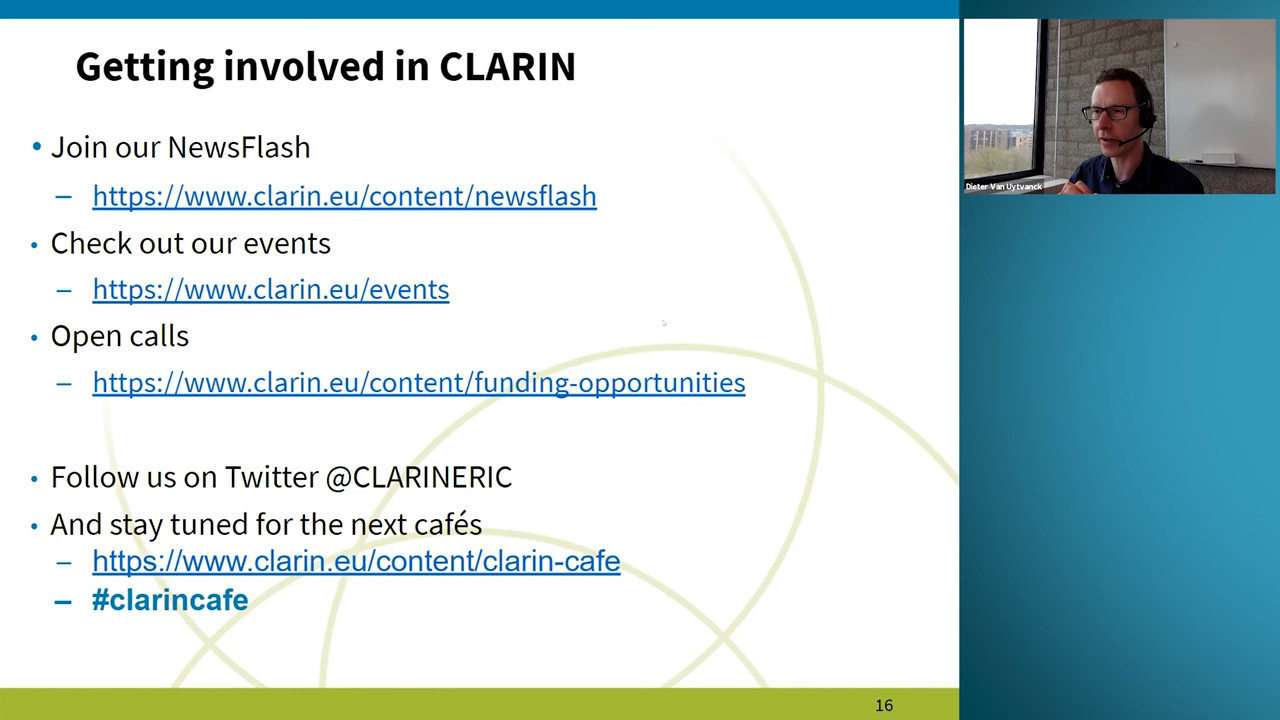 Getting involved in CLARIN
• Join our NewsFlash
– https://www.clarin.eu/content/newsflash
• Check out our events
– https://www.clarin.eu/events
• Open calls
– https://www.clarin.eu/content/funding-opportunities
• Follow us on Twitter @CLARINERIC
• And stay tuned for the next cafés
– https://www.clarin.eu/content/clarin-cafe
– #clarincafe
16
Dieter Van Uytvanck